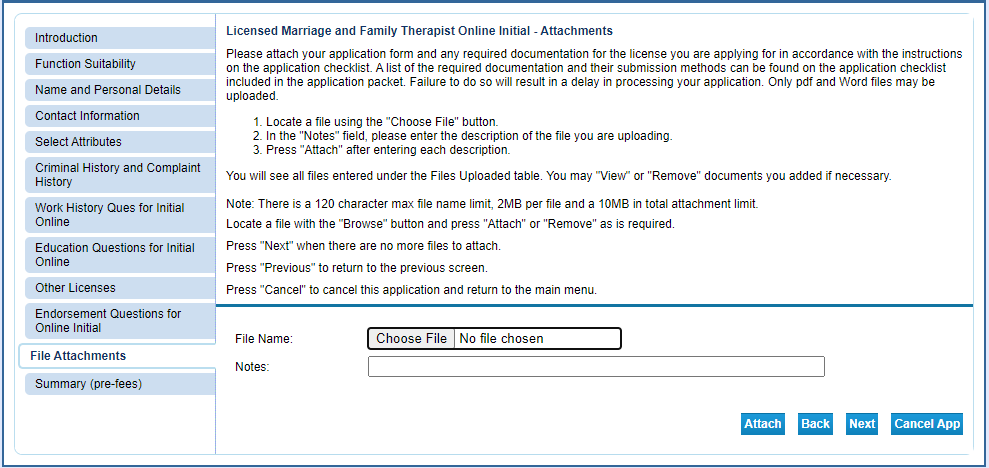 Introduction
Function Suitability
Name and Personal Details
Contact Information
Select Attributes
Criminal History and Complaint
History
Work History Ques for Initial
Online
Education Questions for Initial
Online
Other Licenses
Endorsement Questions for
Online Initial
File Attachments
Summary (pre-fees)
Licensed Marriage and Family Therapist Online Initial - Attachments
Please attach your application form and any required documentation for the license you are applying for in accordance with the instructions
on the application checklist. A list of the required documentation and their submission methods can be found on the application checklist
included in the application packet. Failure to do so will result in a delay in processing your application. Only pdf and Word files may be
uploaded.
1. Locate a file using the "Choose File" button.
2. In the "Notes" field, please enter the description of the file you are uploading.
3. Press "Attach" after entering each description.
You will see all files entered under the Files Uploaded table. You may "View" or "Remove" documents you added if necessary.
Note: There is a 120 character max file name limit, 2MB per file and a 10MB in total attachment limit.
Locate a file with the "Browse" button and press "Attach" or "Remove" as is required.
Press "Next" when there are no more files to attach.
Press "Previous" to return to the previous screen.
Press "Cancel" to cancel this application and return to the main menu.
File Name: Choose File No file chosen
Notes:
Attach Back Next Cancel App